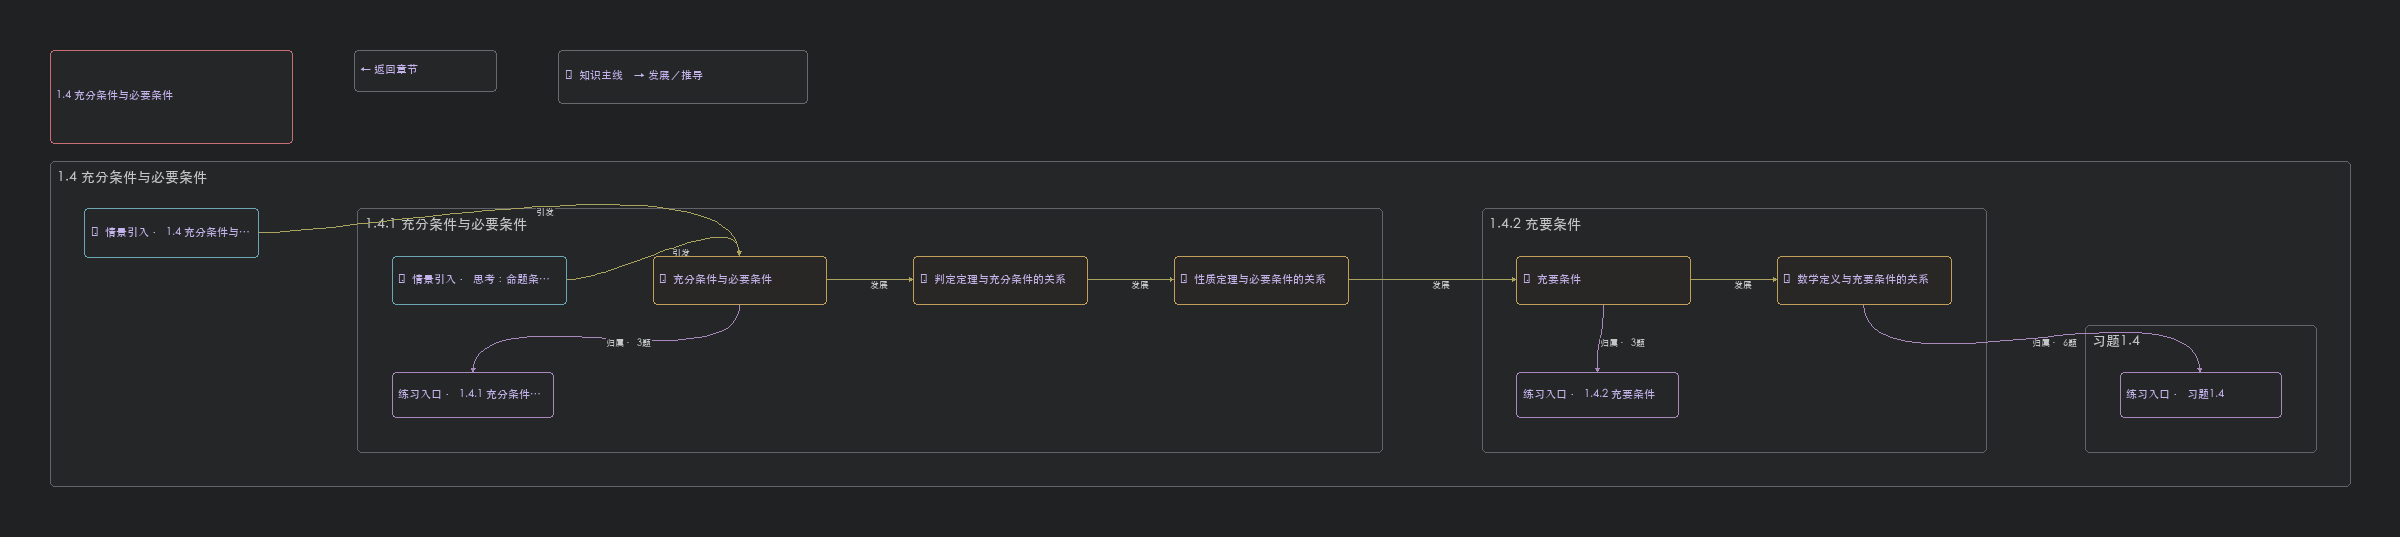 1.4 充分条件与必要条件
← 返回章节
知识主线 → 发展／推导
1.4 充分条件与必要条件
情景引入 · 1.4 充分条件与…
引发
1.4.1 充分条件与必要条件
情景引入 · 思考：命题条…
引发
充分条件与必要条件
发展
判定定理与充分条件的关系
发展
性质定理与必要条件的关系
归属 · 3题
练习入口 · 1.4.1 充分条件…
发展
1.4.2 充要条件
充要条件
发展
数学定义与充要条件的关系
归属 · 3题
练习入口 · 1.4.2 充要条件
归属 · 6题
习题1.4
练习入口 · 习题1.4